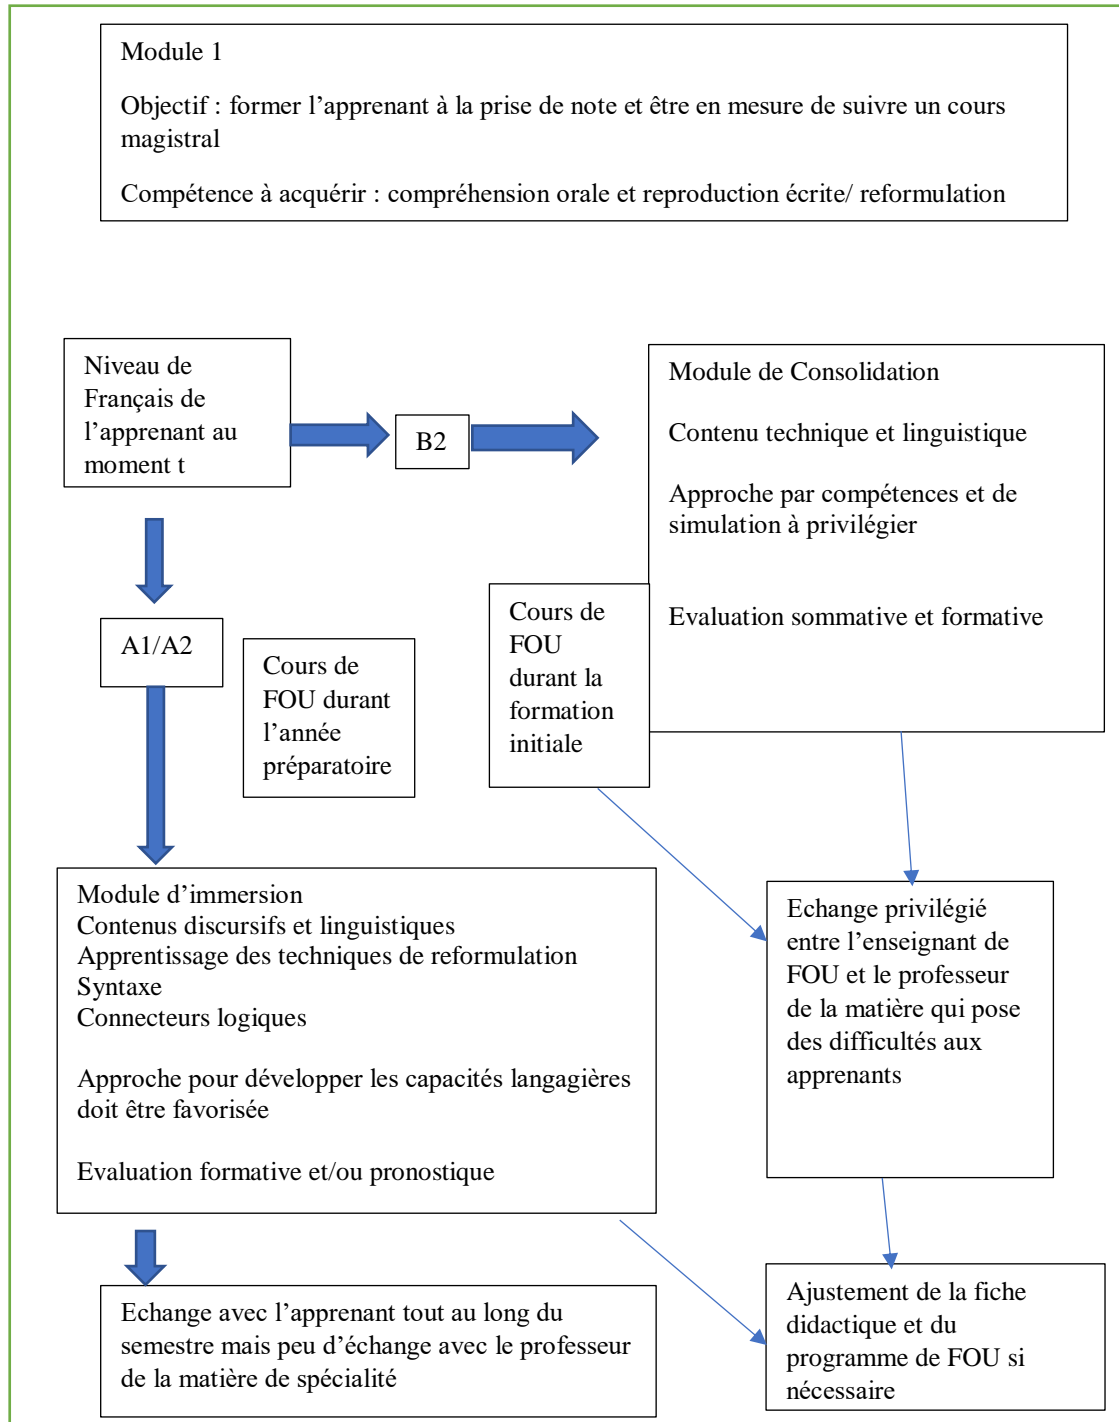 Module 1
Objectif : former l’apprenant à la prise de note et être en mesure de suivre un cours
magistral
Compétence à acquérir : compréhension orale et reproduction écrite/ reformulation
Niveau de
Français de
l’apprenant au
moment t
B2
Module de Consolidation
Contenu technique et linguistique
Approche par compétences et de
simulation à privilégier
Evaluation sommative et formative
Cours de
FOU
durant la
formation
initiale
A1/A2
Cours de
FOU durant
l’année
préparatoire
Module d’immersion
Contenus discursifs et linguistiques
Apprentissage des techniques de reformulation
Syntaxe
Connecteurs logiques
Approche pour développer les capacités langagières
doit être favorisée
Evaluation formative et/ou pronostique
Echange privilégié
entre l’enseignant de
FOU et le professeur
de la matière qui pose
des difficultés aux
apprenants
Echange avec l’apprenant tout au long du
semestre mais peu d’échange avec le professeur
de la matière de spécialité
Ajustement de la fiche
didactique et du
programme de FOU si
nécessaire